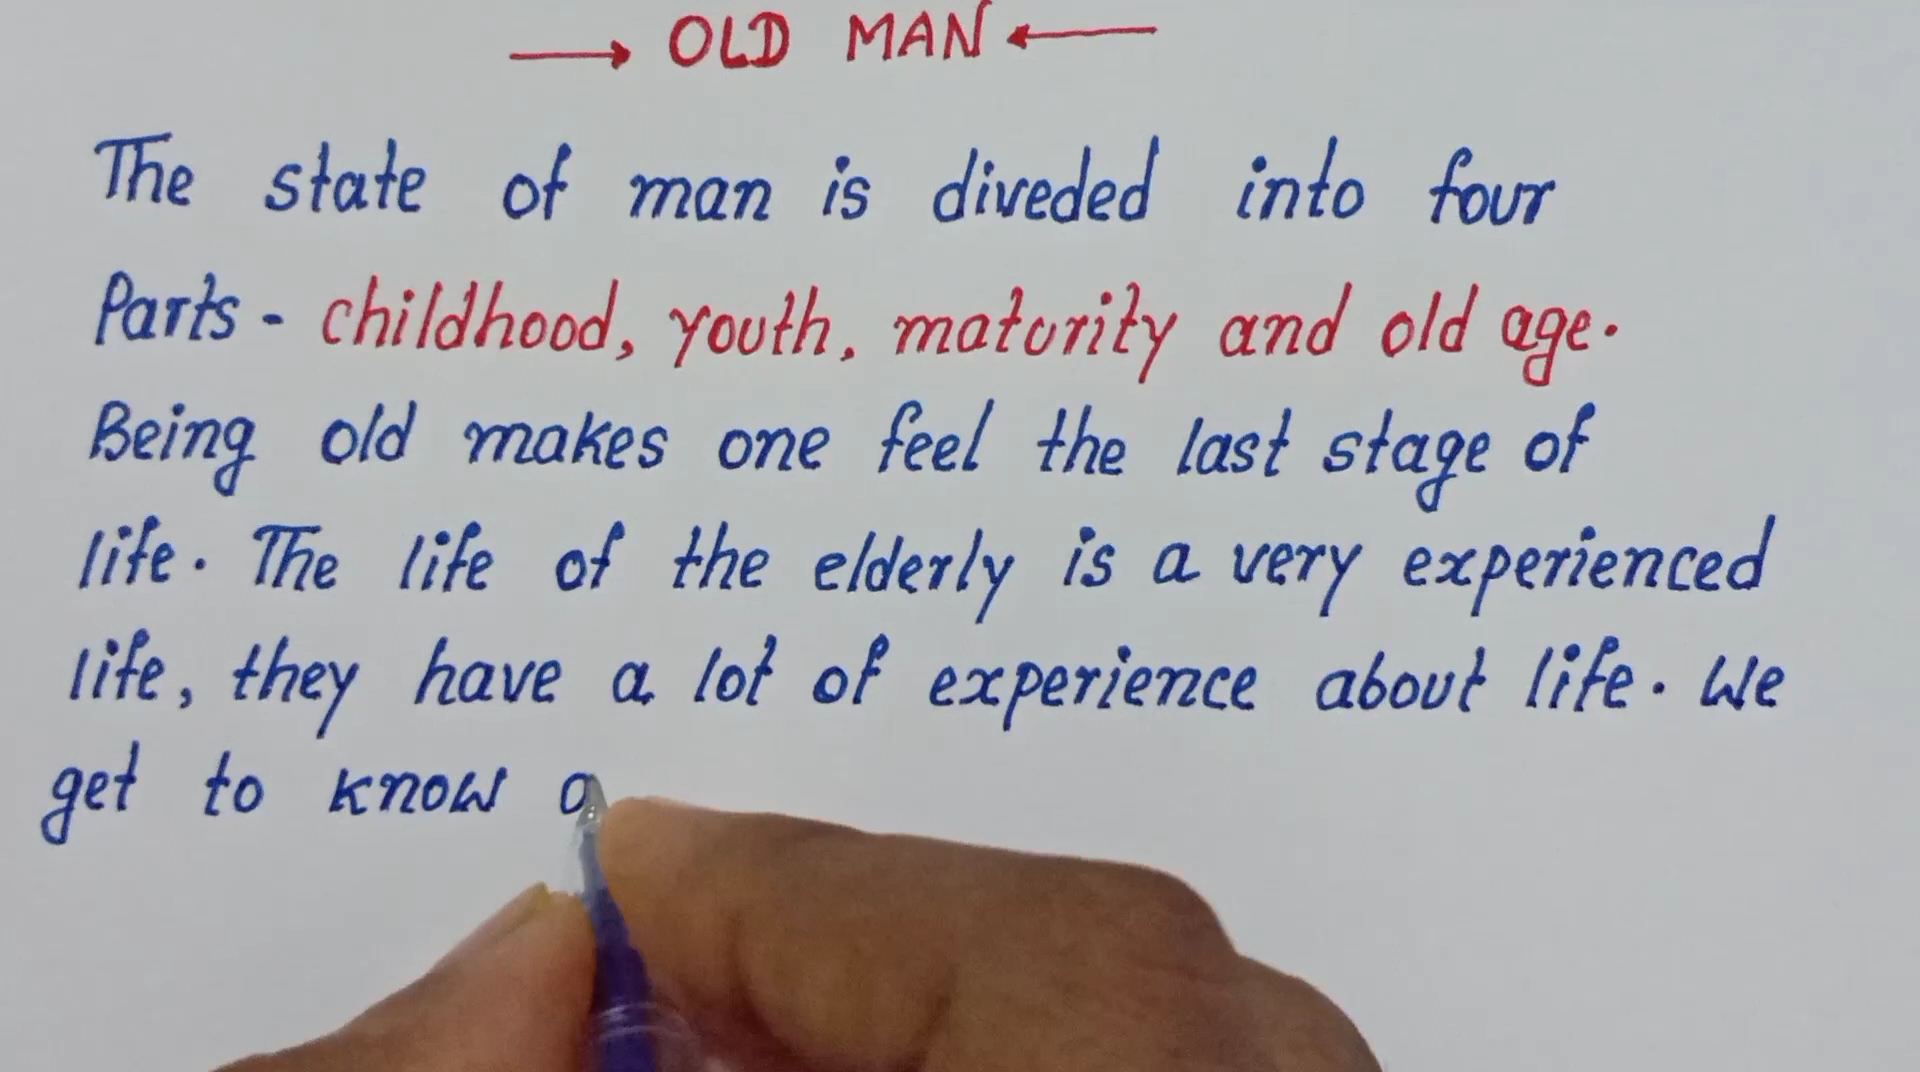 → OLD MAN ←
The state of man is diveded into four
Parts - childhood, youth, maturity and old age.
Being old makes one feel the last stage of
life. The life of the elderly is a very experienced
life, they have a lot of experience about life. We
get to know